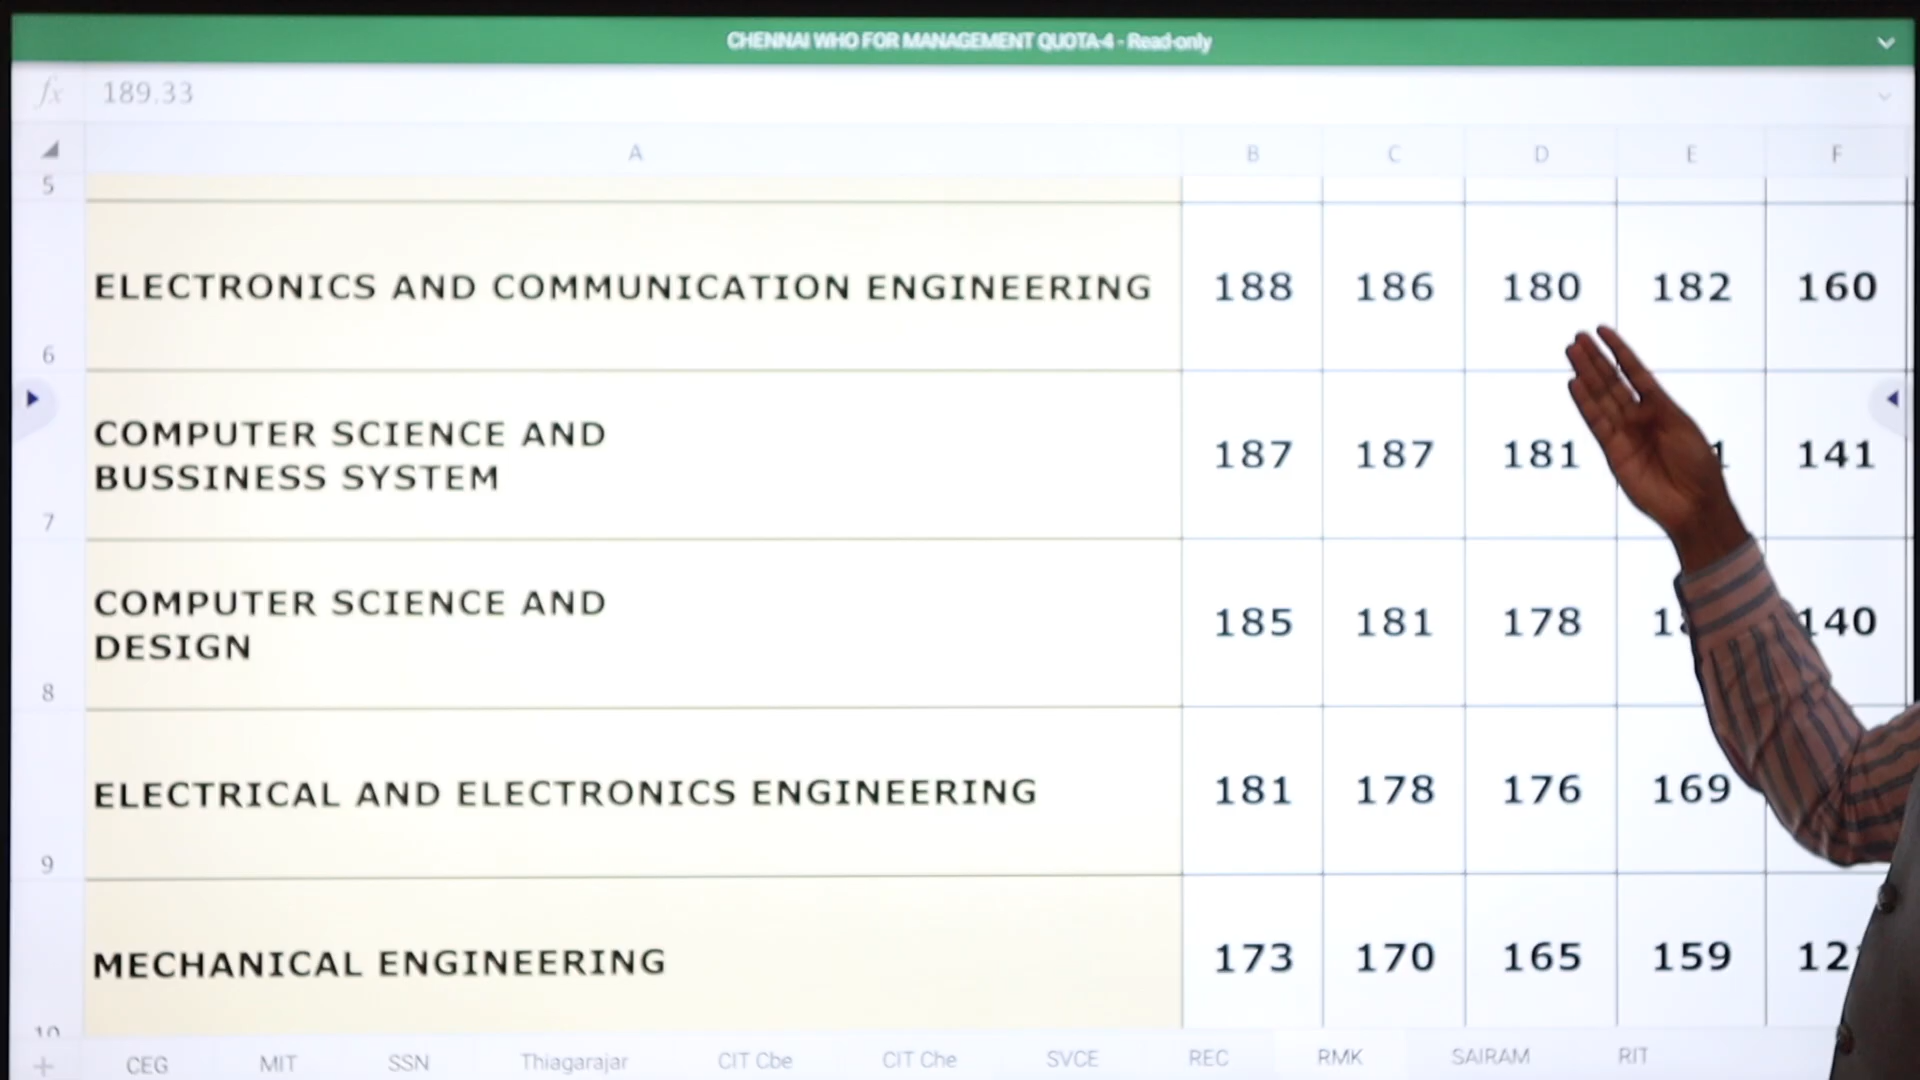 CHENNAI WHO FOR MANAGEMENT QUOTA-4 - Read-only
fx 189.33
A B C D E F
5
ELECTRONICS AND COMMUNICATION ENGINEERING 188 186 180 182 160
6
COMPUTER SCIENCE AND
BUSSINESS SYSTEM 187 187 181 141
7
COMPUTER SCIENCE AND
DESIGN 185 181 178 140
8
ELECTRICAL AND ELECTRONICS ENGINEERING 181 178 176 169
9
MECHANICAL ENGINEERING 173 170 165 159
10
CEG MIT SSN Thiagarajar CIT Cbe CIT Che SVCE REC RMK SAIRAM RIT